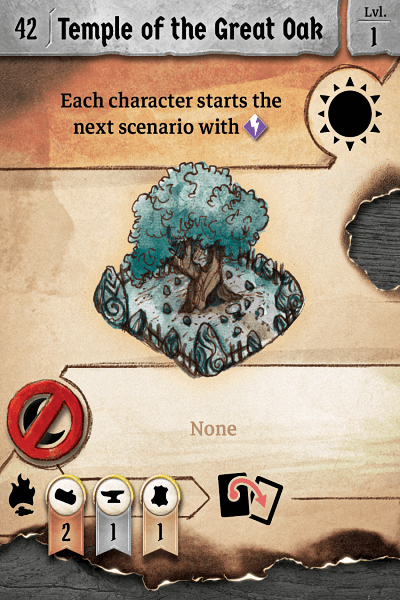 42 Temple of the Great Oak
Lvl.
1
Each character starts the
next scenario with
None
2 1 1